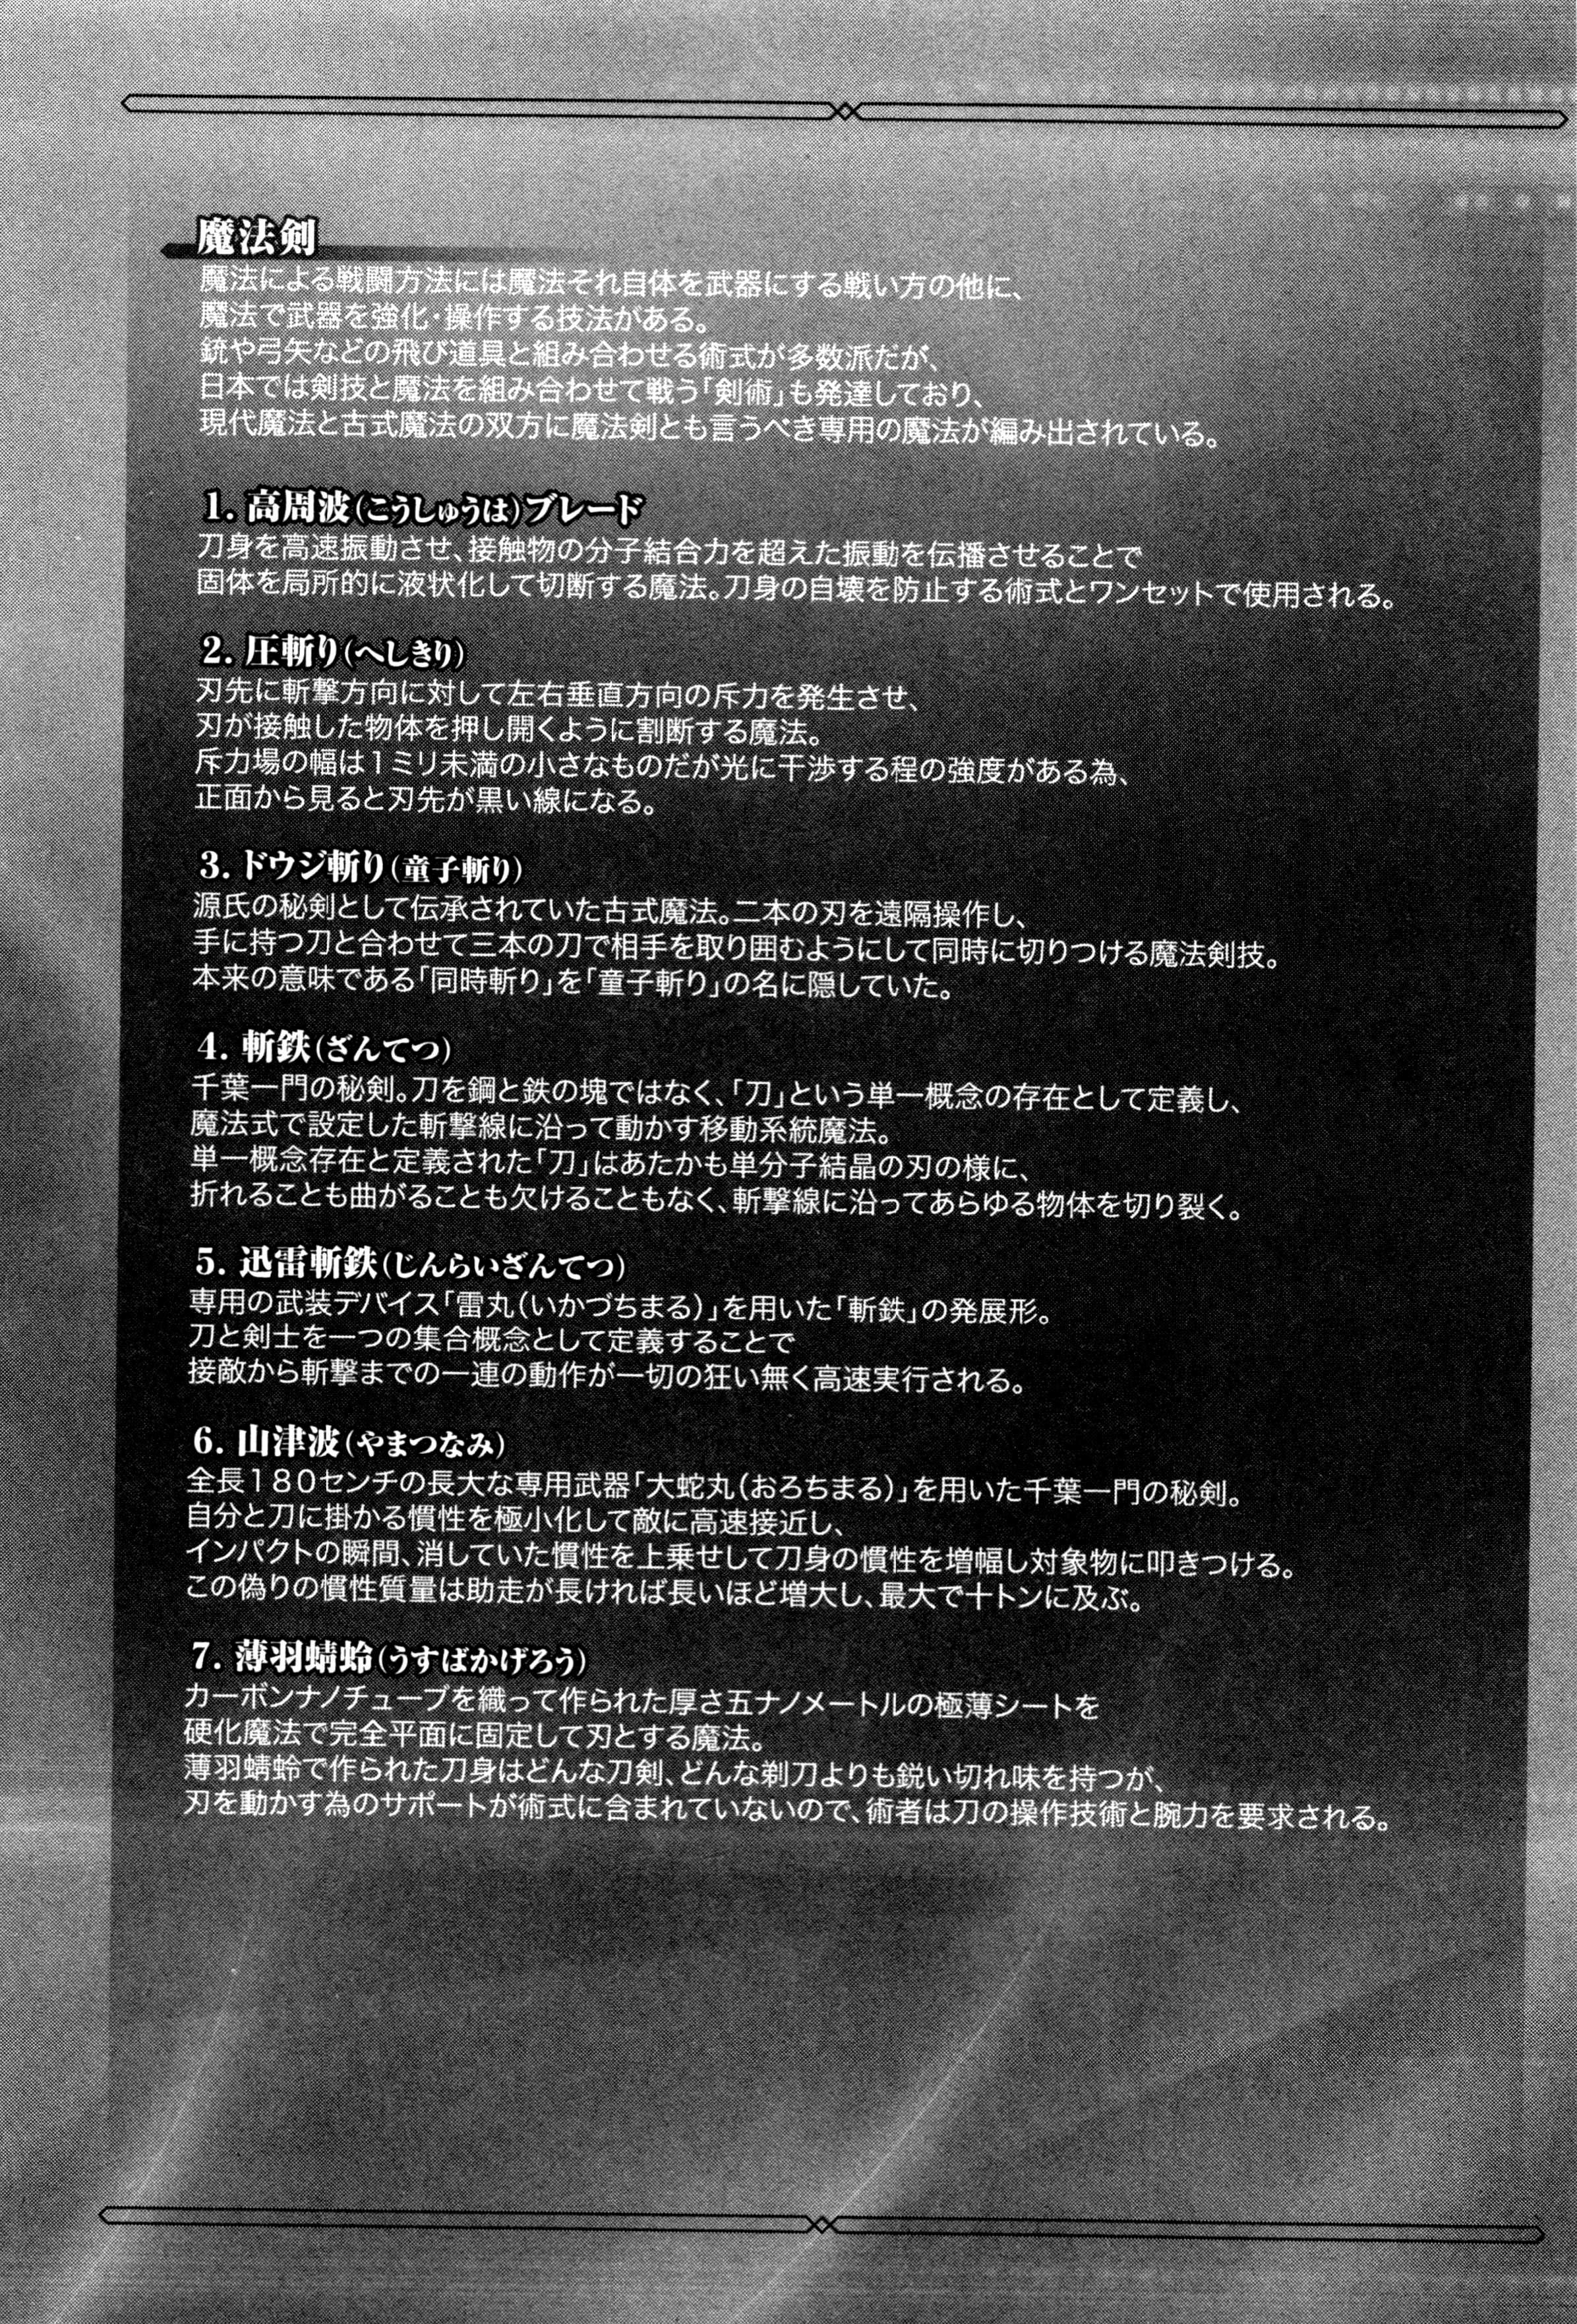 魔法剣
魔法による戦闘方法には魔法それ自体を武器にする戦い方の他に、
魔法で武器を強化・操作する技法がある。
銃や弓矢などの飛び道具と組み合わせる術式が多数派だが、
日本では剣技と魔法を組み合わせて戦う「剣術」も発達しており、
現代魔法と古式魔法の双方に魔法剣とも言うべき専用の魔法が編み出されている。
1. 高周波(こうしゅうは)ブレード
刀身を高速振動させ、接触物の分子結合力を超えた振動を伝播させることで
固体を局所的に液状化して切断する魔法。刀身の自壊を防止する術式とワンセットで使用される。
2. 圧斬り(へしきり)
刃先に斬撃方向に対して左右垂直方向の斥力を発生させ、
刃が接触した物体を押し開くように割断する魔法。
斥力場の幅は1ミリ未満の小さなものだが光に干渉する程の強度がある為、
正面から見ると刃先が黒い線になる。
3. ドウジ斬り(童子斬り)
源氏の秘剣として伝承されていた古式魔法。二本の刃を遠隔操作し、
手に持つ刀と合わせて三本の刀で相手を取り囲むようにして同時に切りつける魔法剣技。
本来の意味である「同時斬り」を「童子斬り」の名に隠していた。
4. 斬鉄(ざんてつ)
千葉一門の秘剣。刀を鋼と鉄の塊ではなく、「刀」という単一概念の存在として定義し、
魔法式で設定した斬撃線に沿って動かす移動系統魔法。
単一概念存在と定義された「刀」はあたかも単分子結晶の刃の様に、
折れることも曲がることも欠けることもなく、斬撃線に沿ってあらゆる物体を切り裂く。
5. 迅雷斬鉄(じんらいざんてつ)
専用の武装デバイス「雷丸(いかづちまる)」を用いた「斬鉄」の発展形。
刀と剣士を一つの集合概念として定義することで
接敵から斬撃までの一連の動作が一切の狂い無く高速実行される。
6. 山津波(やまつなみ)
全長180センチの長大な専用武器「大蛇丸(おろちまる)」を用いた千葉一門の秘剣。
自分と刀に掛かる慣性を極小化して敵に高速接近し、
インパクトの瞬間、消していた慣性を上乗せして刀身の慣性を増幅し対象物に叩きつける。
この偽りの慣性質量は助走が長ければ長いほど増大し、最大で十トンに及ぶ。
7. 薄羽蜻蛉(うすばかげろう)
カーボンナノチューブを織って作られた厚さ五ナノメートルの極薄シートを
硬化魔法で完全平面に固定して刃とする魔法。
薄羽蜻蛉で作られた刀身はどんな刀剣、どんな剃刀よりも鋭い切れ味を持つが、
刃を動かす為のサポートが術式に含まれていないので、術者は刀の操作技術と腕力を要求される。